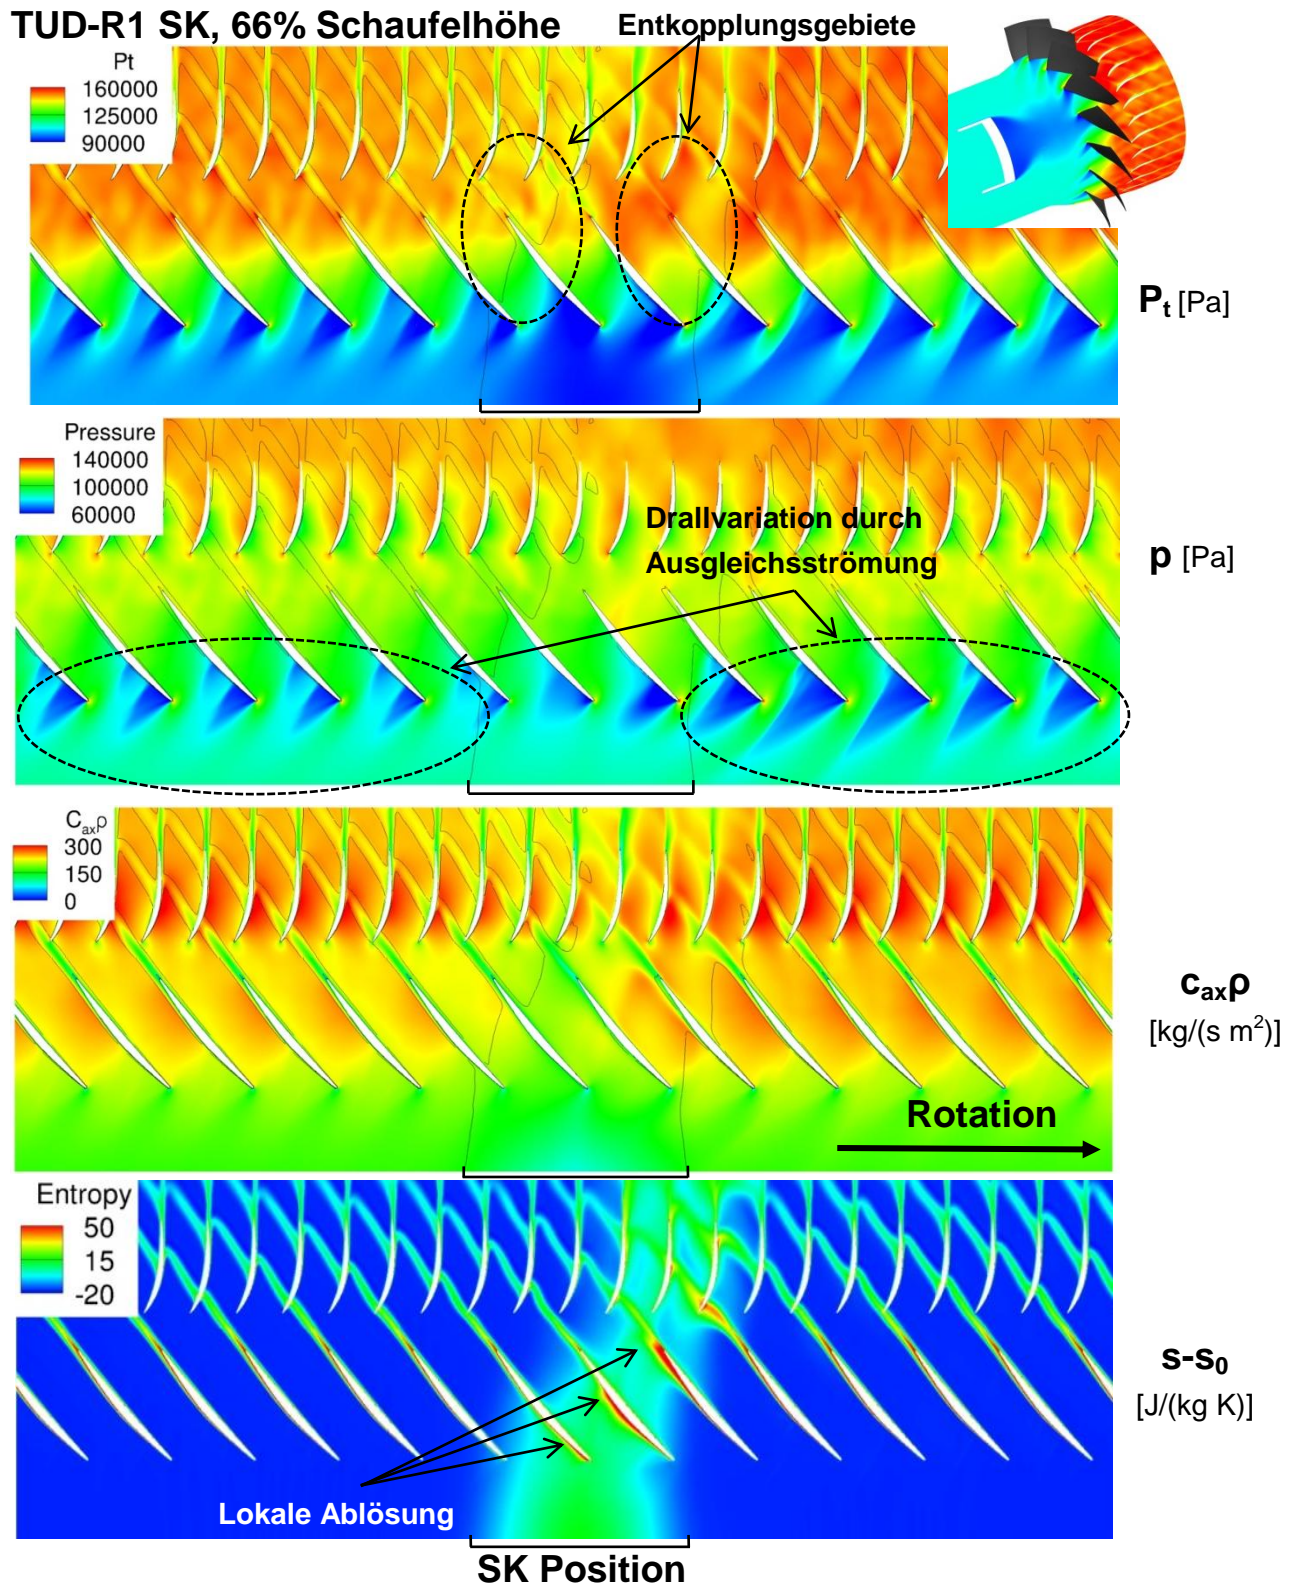 TUD-R1 SK, 66% Schaufelhöhe
Entkopplungsgebiete
Pt
160000
125000
90000
Pt [Pa]
Pressure
140000
100000
60000
Drallvariation durch
Ausgleichsströmung
p [Pa]
Caxρ
300
150
0
caxρ
[kg/(s m²)]
Rotation
Entropy
50
15
-20
s-s₀
[J/(kg K)]
Lokale Ablösung
SK Position